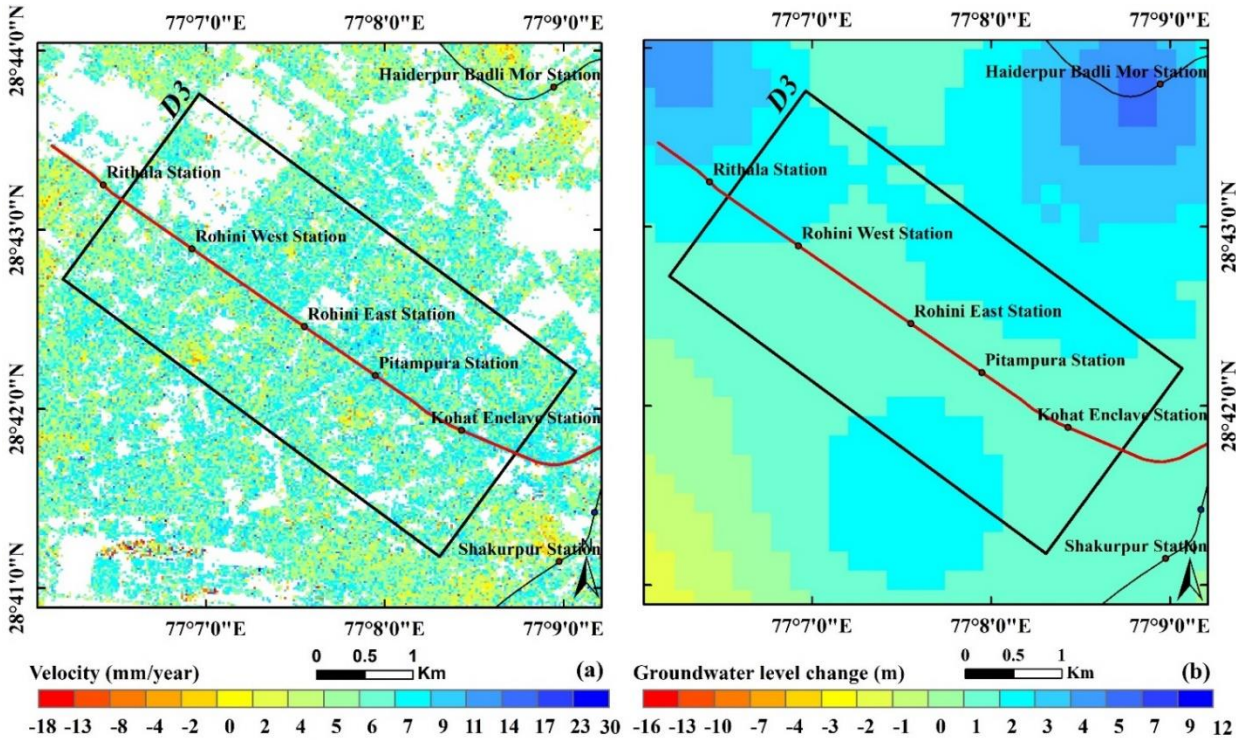 77°7'0"E 77°8'0"E 77°9'0"E
28°44'0"N
28°43'0"N
28°42'0"N
28°41'0"N
D3
Haiderpur Badli Mor Station
Rithala Station
Rohini West Station
Rohini East Station
Pitampura Station
Kohat Enclave Station
Shakurpur Station
N
77°7'0"E 77°8'0"E 77°9'0"E
Velocity (mm/year)
0 0.5 1
Km
(a)
-18 -13 -8 -4 -2 0 2 4 5 7 9 11 14 17 23 30
77°7'0"E 77°8'0"E 77°9'0"E
D3
Haiderpur Badli Mor Station
Rithala Station
Rohini West Station
Rohini East Station
Pitampura Station
Kohat Enclave Station
Shakurpur Station
N
28°44'0"N
28°43'0"N
28°42'0"N
28°41'0"N
77°7'0"E 77°8'0"E 77°9'0"E
Groundwater level change (m)
0 0.5 1
Km
(b)
-16 -13 -10 -7 -5 -3 -2 -1 0 1 2 3 5 7 9 12